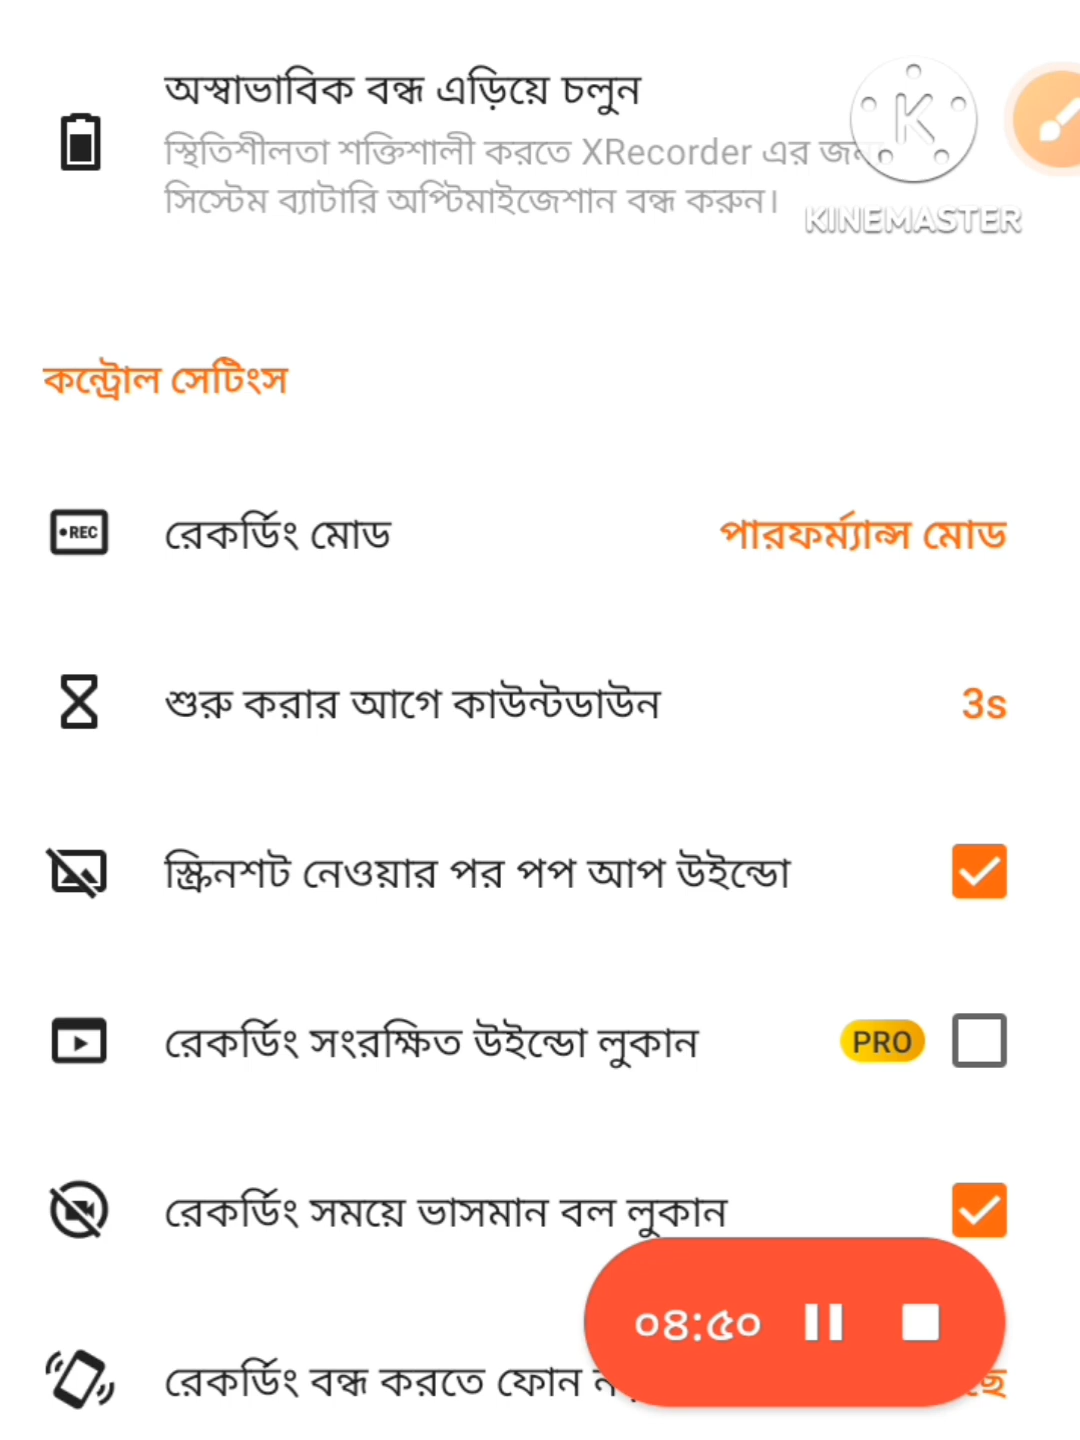 অস্বাভাবিক বন্ধ এড়িয়ে চলুন
স্থিতিশীলতা শক্তিশালী করতে XRecorder এর
সিস্টেম ব্যাটারি অপ্টিমাইজেশান বন্ধ করুন।
K
KINEMASTER
কন্ট্রোল সেটিংস
•REC
রেকর্ডিং মোড পারফর্ম্যান্স মোড
শুরু করার আগে কাউন্টডাউন 3s
স্ক্রিনশট নেওয়ার পর পপ আপ উইন্ডো
রেকর্ডিং সংরক্ষিত উইন্ডো লুকান PRO
রেকর্ডিং সময়ে ভাসমান বল লুকান
০৪:৫০
রেকর্ডিং বন্ধ করতে ফোন